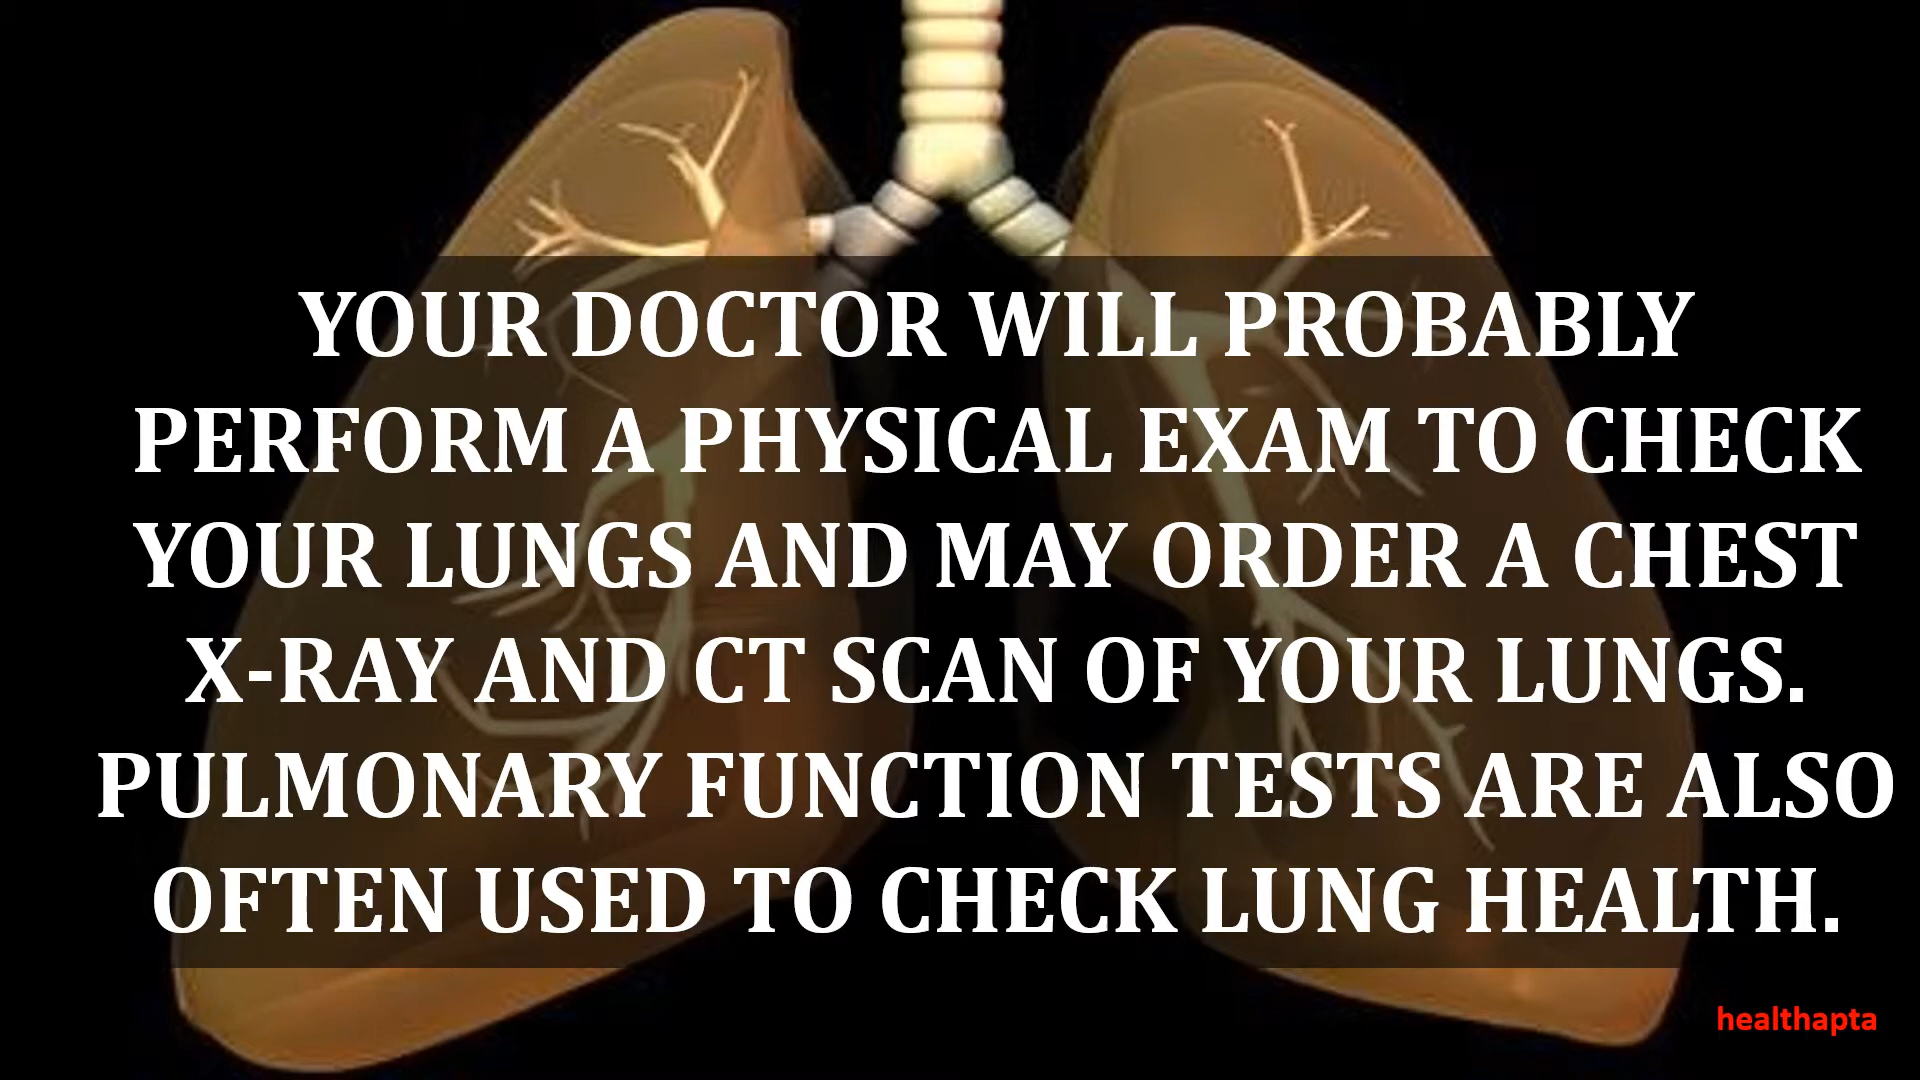 YOUR DOCTOR WILL PROBABLY
PERFORM A PHYSICAL EXAM TO CHECK
YOUR LUNGS AND MAY ORDER A CHEST
X-RAY AND CT SCAN OF YOUR LUNGS.
PULMONARY FUNCTION TESTS ARE ALSO
OFTEN USED TO CHECK LUNG HEALTH.
healthapta